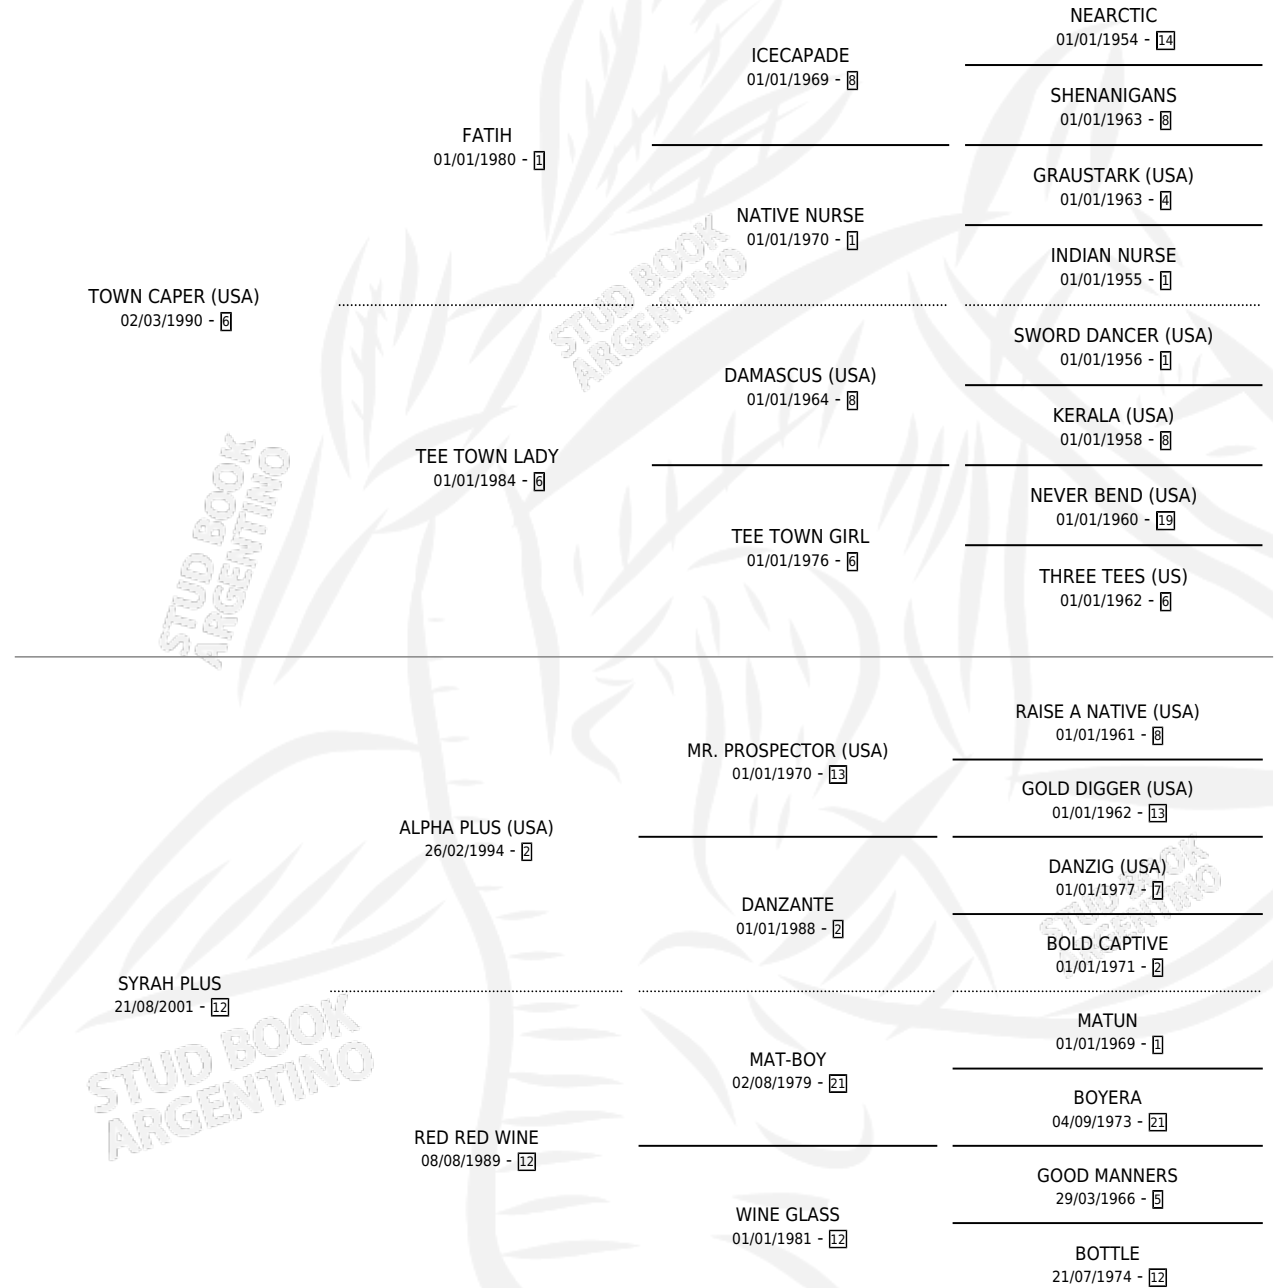 NEARCTIC
01/01/1954 - 14
ICECAPADE
01/01/1969 - 8
SHENANIGANS
01/01/1963 - 8
FATIH
01/01/1980 - 1
GRAUSTARK (USA)
01/01/1963 - 4
NATIVE NURSE
01/01/1970 - 1
INDIAN NURSE
01/01/1955 - 1
TOWN CAPER (USA)
02/03/1990 - 6
SWORD DANCER (USA)
01/01/1956 - 1
DAMASCUS (USA)
01/01/1964 - 8
KERALA (USA)
01/01/1958 - 8
TEE TOWN LADY
01/01/1984 - 6
NEVER BEND (USA)
01/01/1960 - 19
TEE TOWN GIRL
01/01/1976 - 6
THREE TEES (US)
01/01/1962 - 6
STUD BOOK
ARGENTINO
STUD BOOK
ARGENTINO
RAISE A NATIVE (USA)
01/01/1961 - 8
MR. PROSPECTOR (USA)
01/01/1970 - 13
GOLD DIGGER (USA)
01/01/1962 - 13
ALPHA PLUS (USA)
26/02/1994 - 2
DANZIG (USA)
01/01/1977 - 7
DANZANTE
01/01/1988 - 2
BOLD CAPTIVE
01/01/1971 - 2
SYRAH PLUS
21/08/2001 - 12
MATUN
01/01/1969 - 1
MAT-BOY
02/08/1979 - 21
BOYERA
04/09/1973 - 21
RED RED WINE
08/08/1989 - 12
GOOD MANNERS
29/03/1966 - 5
WINE GLASS
01/01/1981 - 12
BOTTLE
21/07/1974 - 12
STUD BOOK
ARGENTINO
STUD BOOK
ARGENTINO